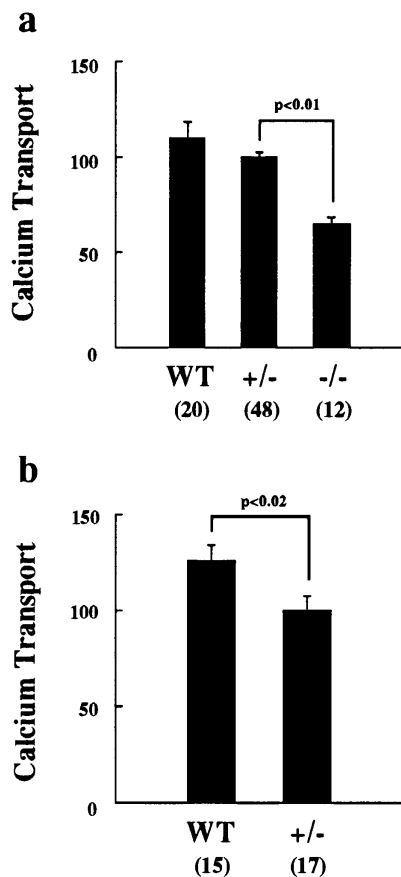 a
Calcium Transport
150
100
50
0
p<0.01
WT +/- -/-
(20) (48) (12)
b
Calcium Transport
150
100
50
0
p<0.02
WT +/-
(15) (17)